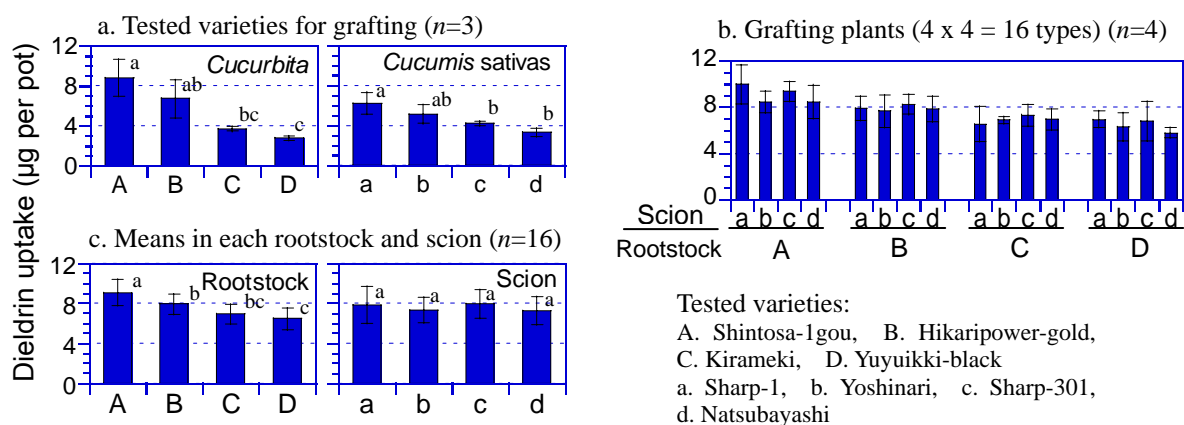 a. Tested varieties for grafting (n=3)
Dieldrin uptake (µg per pot)
12
8
4
0
Cucurbita
a
ab
bc
c
A B C D
Cucumis sativas
a
ab
b
b
a b c d
c. Means in each rootstock and scion (n=16)
12
8
4
0
Rootstock
a
b
bc
c
A B C D
Scion
a
a
a
a
a b c d
b. Grafting plants (4 x 4 = 16 types) (n=4)
12
8
4
0
Scion a b c d a b c d a b c d a b c d
Rootstock A B C D
Tested varieties:
A. Shintosa-1gou, B. Hikaripower-gold,
C. Kirameki, D. Yuyuikki-black
a. Sharp-1, b. Yoshinari, c. Sharp-301,
d. Natsubayashi